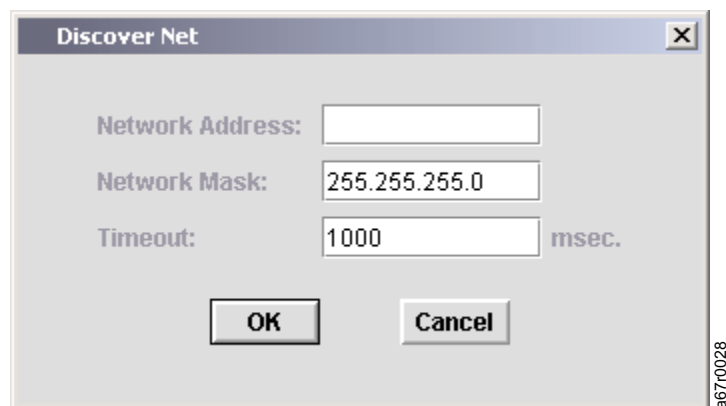 Discover Net
Network Address:
Network Mask: 255.255.255.0
Timeout: 1000 msec.
OK Cancel
a67r0028